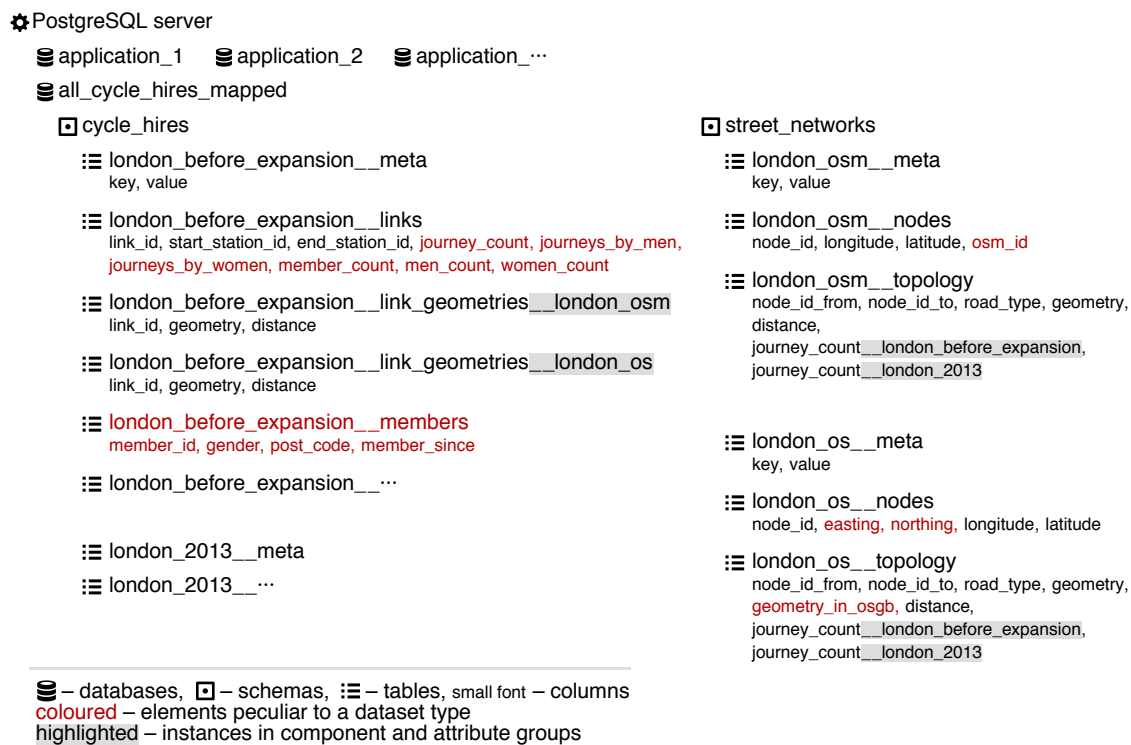 PostgreSQL server
application_1 application_2 application_···
all_cycle_hires_mapped
cycle_hires
london_before_expansion__meta
key, value
london_before_expansion__links
link_id, start_station_id, end_station_id, journey_count, journeys_by_men,
journeys_by_women, member_count, men_count, women_count
london_before_expansion__link_geometries__london_osm
link_id, geometry, distance
london_before_expansion__link_geometries__london_os
link_id, geometry, distance
london_before_expansion__members
member_id, gender, post_code, member_since
london_before_expansion__···
london_2013__meta
london_2013__···
street_networks
london_osm__meta
key, value
london_osm__nodes
node_id, longitude, latitude, osm_id
london_osm__topology
node_id_from, node_id_to, road_type, geometry,
distance,
journey_count__london_before_expansion,
journey_count__london_2013
london_os__meta
key, value
london_os__nodes
node_id, easting, northing, longitude, latitude
london_os__topology
node_id_from, node_id_to, road_type, geometry,
geometry_in_osgb, distance,
journey_count__london_before_expansion,
journey_count__london_2013
– databases, – schemas, – tables, small font – columns
coloured – elements peculiar to a dataset type
highlighted – instances in component and attribute groups